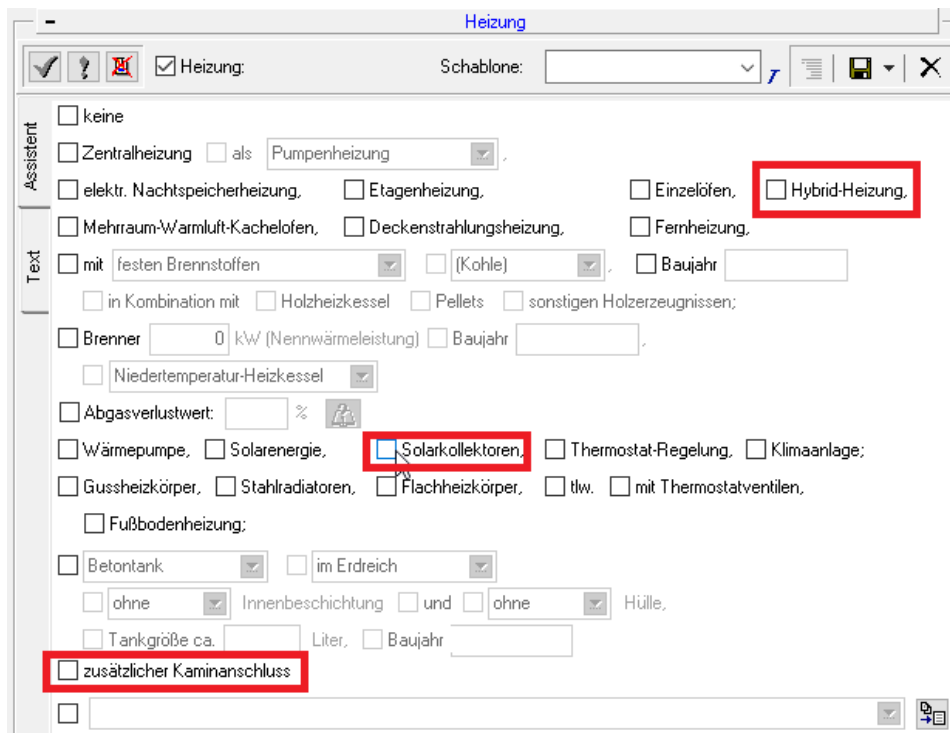 Heizung
Heizung: Schablone:
Assistent
Text
keine
Zentralheizung als Pumpenheizung ,
elektr. Nachtspeicherheizung, Etagenheizung, Einzelöfen, Hybrid-Heizung,
Mehrraum-Warmluft-Kachelofen, Deckenstrahlungsheizung, Fernheizung,
mit festen Brennstoffen (Kohle) , Baujahr
in Kombination mit Holzheizkessel Pellets sonstigen Holzerzeugnissen;
Brenner 0 kW (Nennwärmeleistung) Baujahr ,
Niedertemperatur-Heizkessel
Abgasverlustwert: %
Wärmepumpe, Solarenergie, Solarkollektoren, Thermostat-Regelung, Klimaanlage;
Gussheizkörper, Stahlradiatoren, Flachheizkörper, tlw. mit Thermostatventilen,
Fußbodenheizung;
Betontank im Erdreich
ohne Innenbeschichtung und ohne Hülle,
Tankgröße ca. Liter, Baujahr
zusätzlicher Kaminanschluss